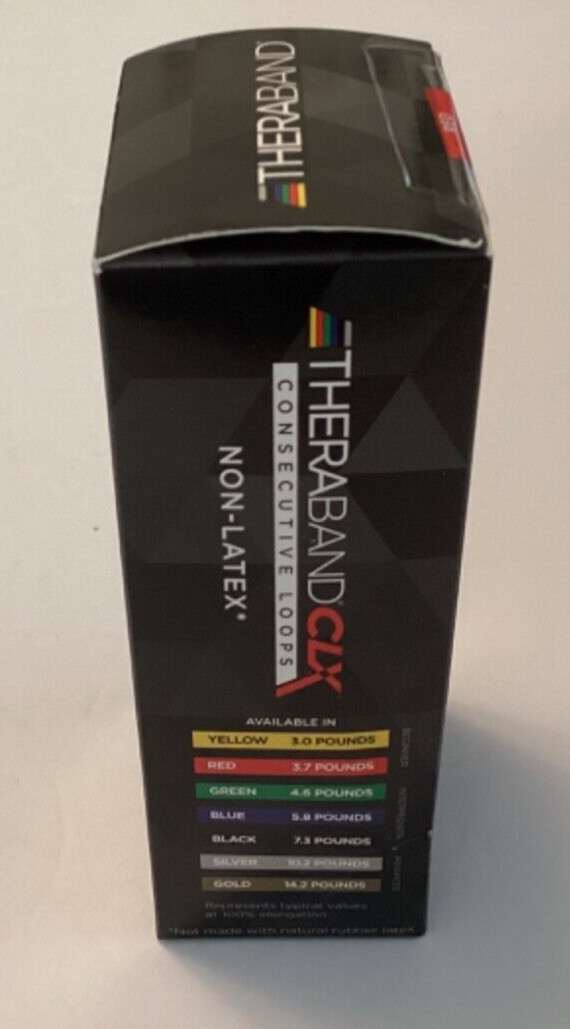 THERABAND
RED
THERABAND® CLX
CONSECUTIVE LOOPS
NON-LATEX*
AVAILABLE IN
YELLOW 3.0 POUNDS
RED 3.7 POUNDS
GREEN 4.6 POUNDS
BLUE 5.8 POUNDS
BLACK 7.3 POUNDS
SILVER 10.2 POUNDS
GOLD 14.2 POUNDS
Represents typical values
at 100% elongation
*Not made with natural rubber latex